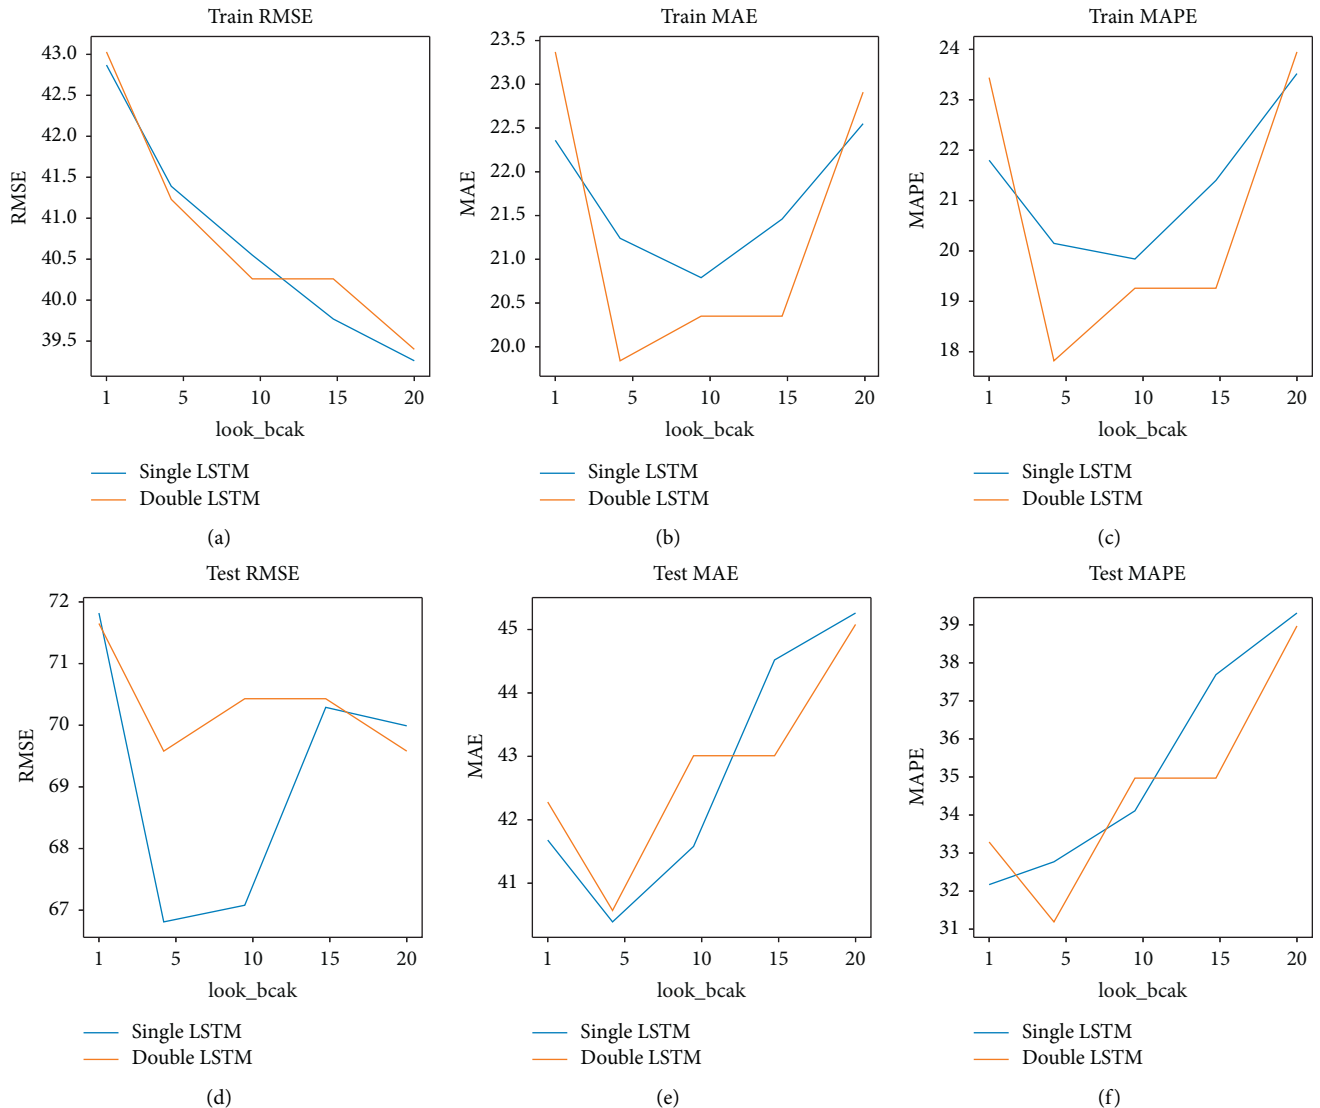 Train RMSE
43.0
42.5
42.0
41.5
41.0
40.5
40.0
39.5
RMSE
1 5 10 15 20
look_bcak
Single LSTM
Double LSTM
(a)
Train MAE
23.5
23.0
22.5
22.0
21.5
21.0
20.5
20.0
MAE
1 5 10 15 20
look_bcak
Single LSTM
Double LSTM
(b)
Train MAPE
24
23
22
21
20
19
18
MAPE
1 5 10 15 20
look_bcak
Single LSTM
Double LSTM
(c)
Test RMSE
72
71
70
69
68
67
RMSE
1 5 10 15 20
look_bcak
Single LSTM
Double LSTM
(d)
Test MAE
45
44
43
42
41
MAE
1 5 10 15 20
look_bcak
Single LSTM
Double LSTM
(e)
Test MAPE
39
37
36
35
34
33
32
31
MAPE
1 5 10 15 20
look_bcak
Single LSTM
Double LSTM
(f)